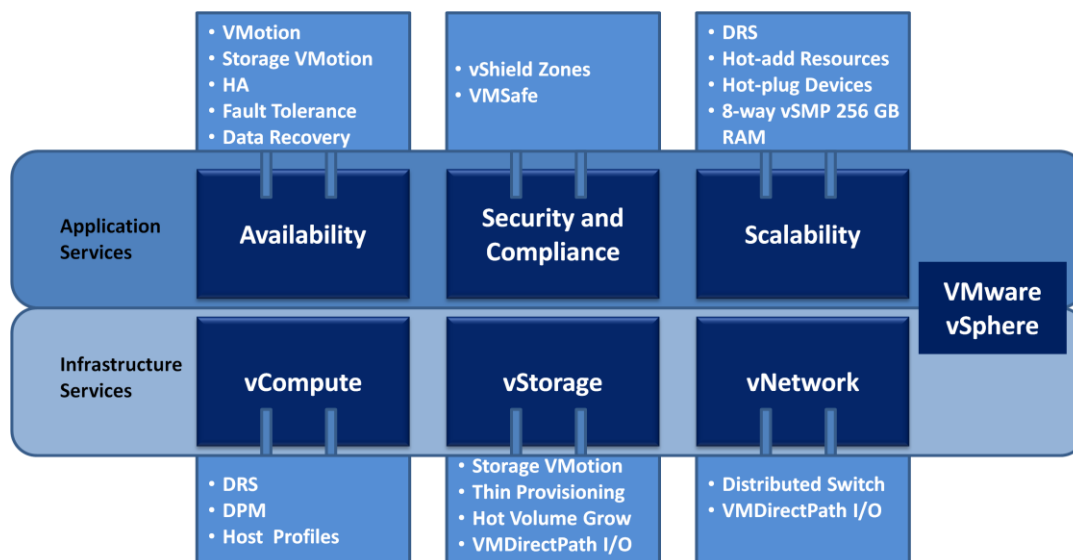 • VMotion
• Storage VMotion
• HA
• Fault Tolerance
• Data Recovery
• vShield Zones
• VMSafe
• DRS
• Hot-add Resources
• Hot-plug Devices
• 8-way vSMP 256 GB
RAM
Application
Services
Availability
Security and
Compliance
Scalability
VMware
vSphere
Infrastructure
Services
vCompute
vStorage
vNetwork
• DRS
• DPM
• Host Profiles
• Storage VMotion
• Thin Provisioning
• Hot Volume Grow
• VMDirectPath I/O
• Distributed Switch
• VMDirectPath I/O